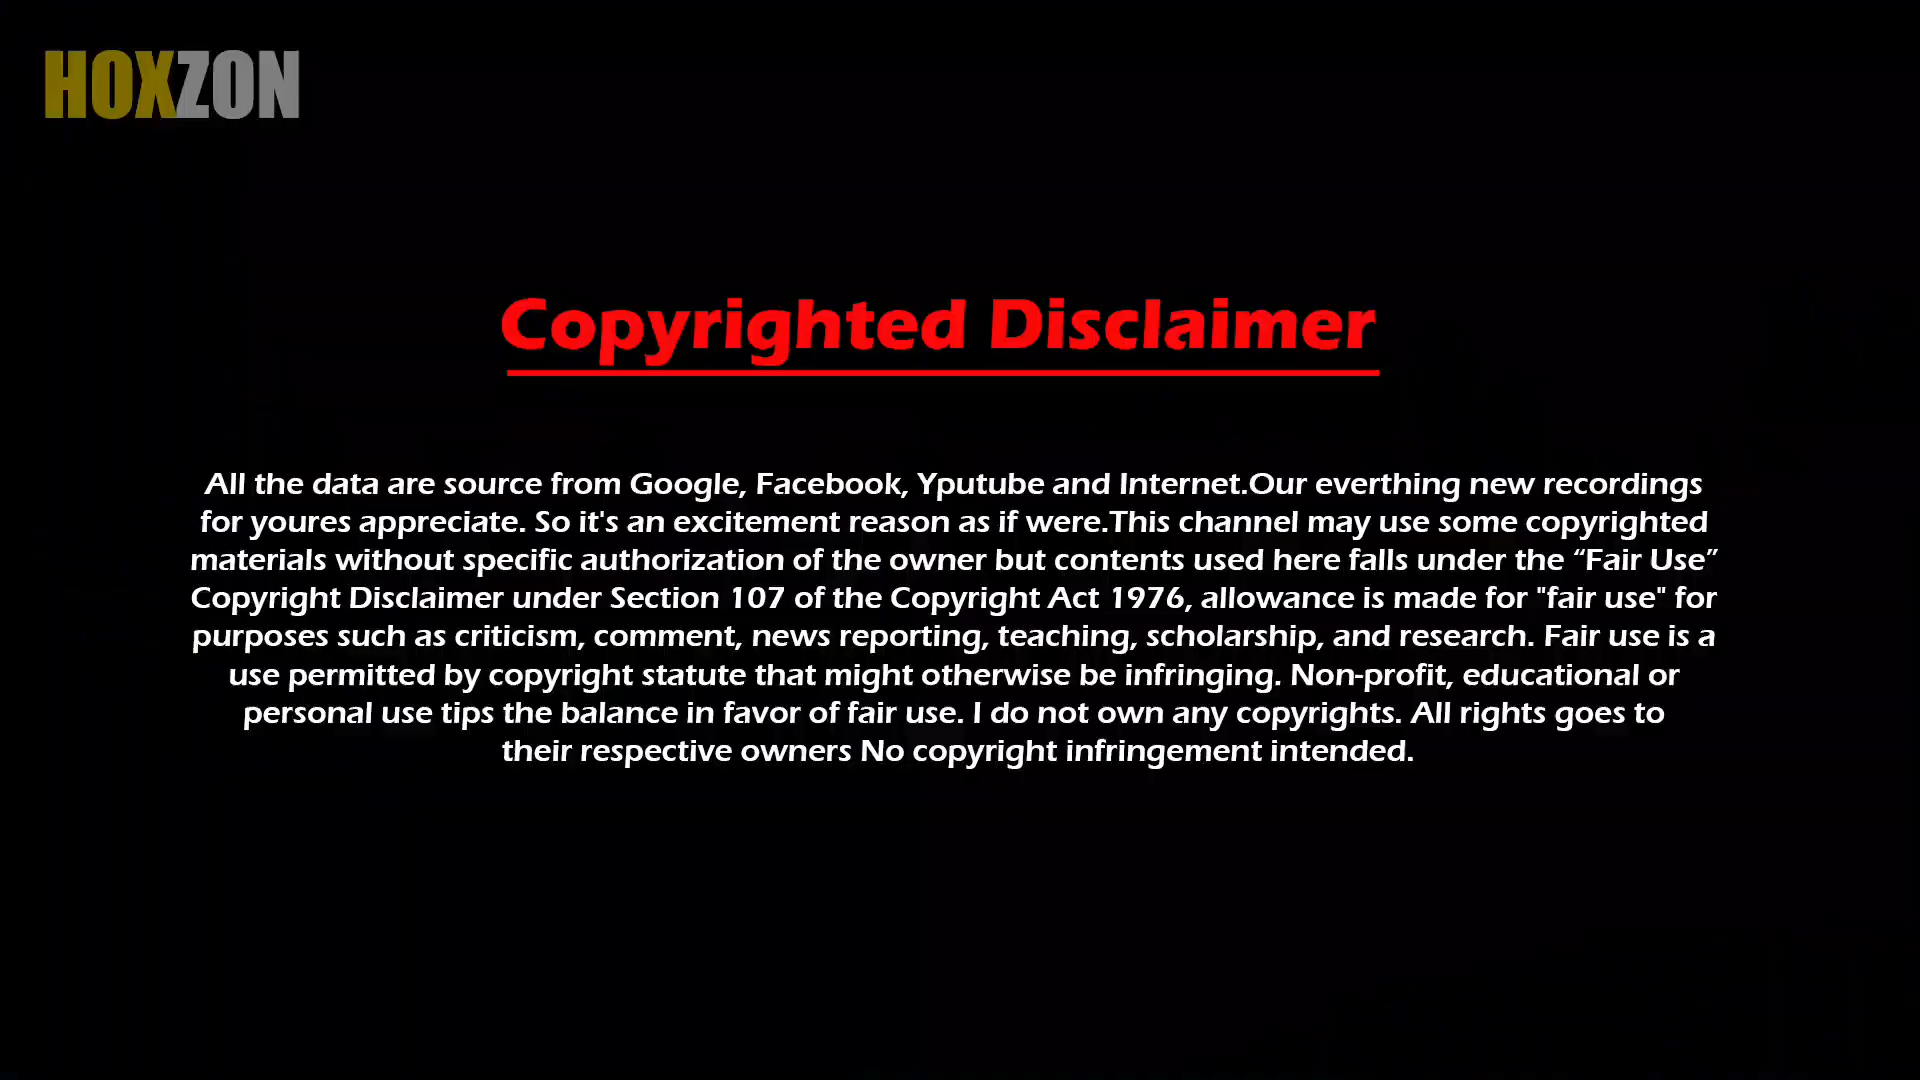 HOXZON
Copyrighted Disclaimer
All the data are source from Google, Facebook, Yputube and Internet.Our everthing new recordings
for youres appreciate. So it's an excitement reason as if were.This channel may use some copyrighted
materials without specific authorization of the owner but contents used here falls under the “Fair Use”
Copyright Disclaimer under Section 107 of the Copyright Act 1976, allowance is made for "fair use" for
purposes such as criticism, comment, news reporting, teaching, scholarship, and research. Fair use is a
use permitted by copyright statute that might otherwise be infringing. Non-profit, educational or
personal use tips the balance in favor of fair use. I do not own any copyrights. All rights goes to
their respective owners No copyright infringement intended.